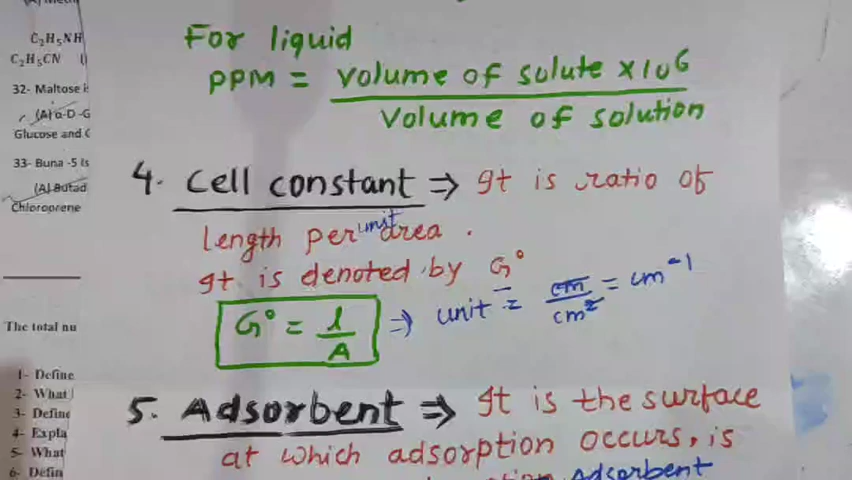 C₂H₅NH
C₂H₅CN
32- Maltose i
(A) α-D-G
Glucose and
33- Buna -5 is
(A) Butad
Chloroprene
The total nu
1- Define
2- What
3- Define
4- Expla
5- What
6- Defin
For liquid
PPM = volume of solute × 10⁶
Volume of solution
4. Cell constant ⇒ It is ratio of
length per unit area .
It is denoted by G°
G° = l/A ⇒ unit = cm/cm² = cm⁻¹
5. Adsorbent ⇒ It is the surface
at which adsorption occurs, is
Adsorbent